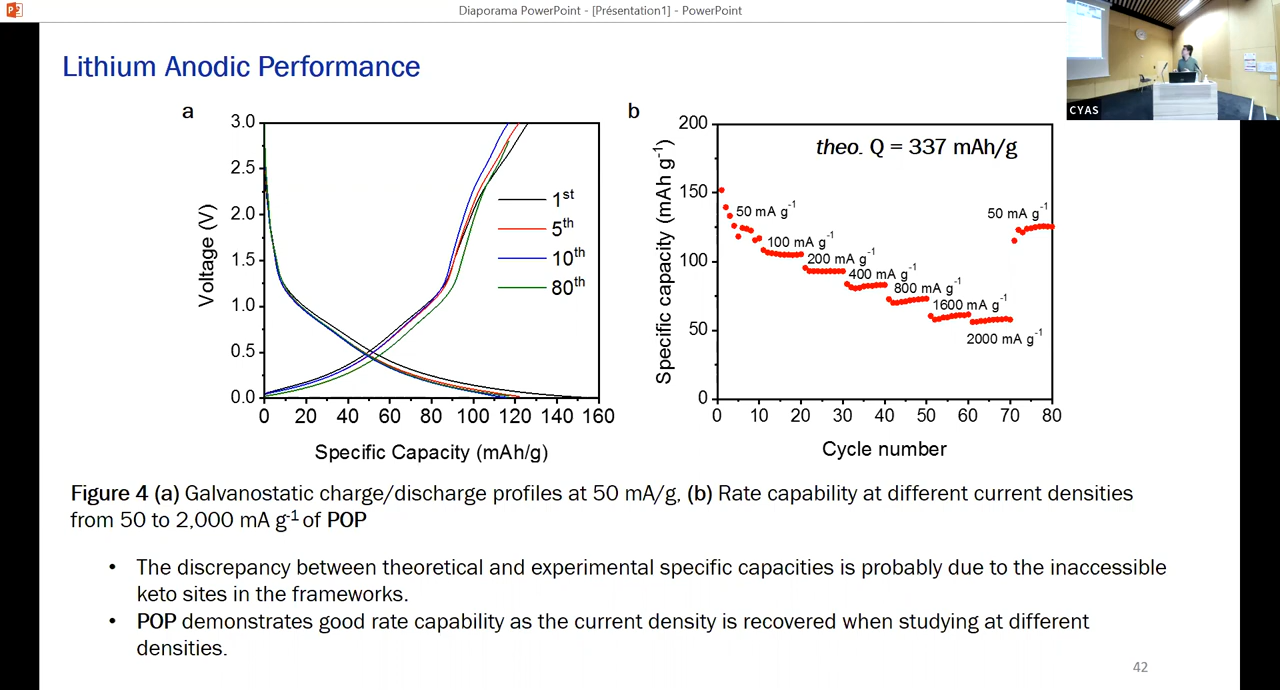 Diaporama PowerPoint - [Présentation1] - PowerPoint
CYAS
Lithium Anodic Performance
a
3.0
2.5
2.0
1.5
1.0
0.5
0.0
Voltage (V)
1st
5th
10th
80th
0 20 40 60 80 100 120 140 160
Specific Capacity (mAh/g)
b
200
150
100
50
0
Specific capacity (mAh g-1)
theo. Q = 337 mAh/g
50 mA g-1
100 mA g-1
200 mA g-1
400 mA g-1
800 mA g-1
1600 mA g-1
2000 mA g-1
50 mA g-1
0 10 20 30 40 50 60 70 80
Cycle number
Figure 4 (a) Galvanostatic charge/discharge profiles at 50 mA/g, (b) Rate capability at different current densities
from 50 to 2,000 mA g-1 of POP
• The discrepancy between theoretical and experimental specific capacities is probably due to the inaccessible
keto sites in the frameworks.
• POP demonstrates good rate capability as the current density is recovered when studying at different
densities.
42